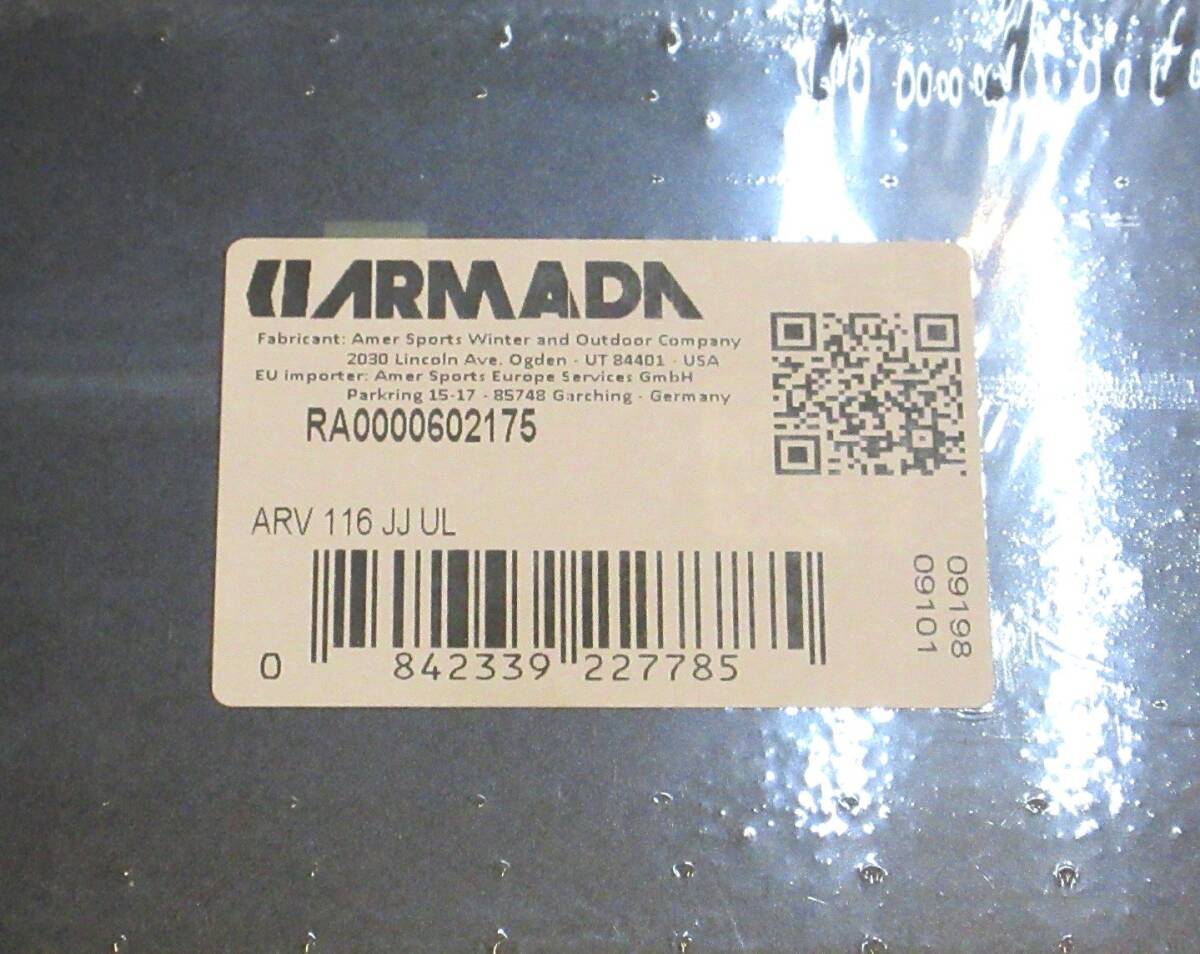 ARMADA
Fabricant: Amer Sports Winter and Outdoor Company
2030 Lincoln Ave. Ogden - UT 84401 - USA
EU importer: Amer Sports Europe Services GmbH
Parkring 15-17 - 85748 Garching - Germany
RA0000602175
ARV 116 JJ UL
0 842339 227785
09198
09101